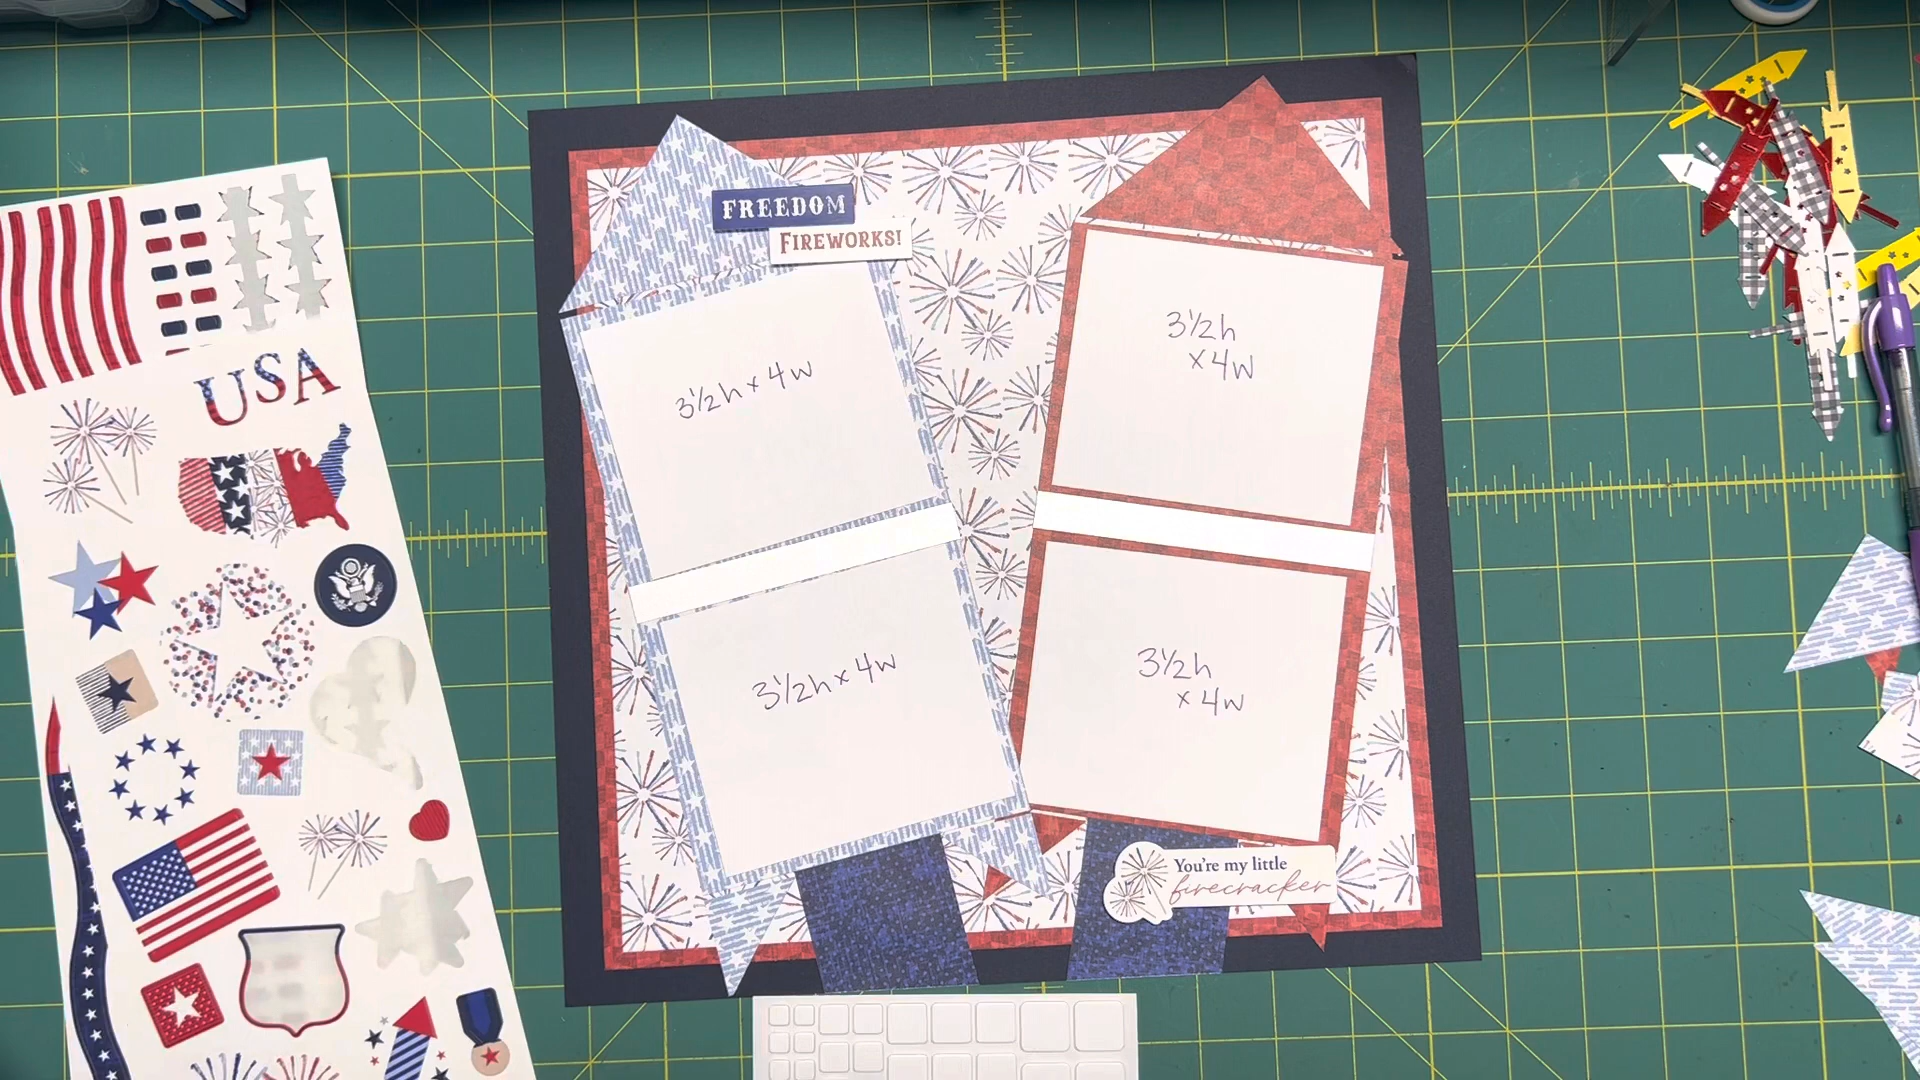 FREEDOM
FIREWORKS!
3½h × 4w
3½h
× 4w
3½h × 4w
3½h
× 4w
You're my little
firecracker
USA